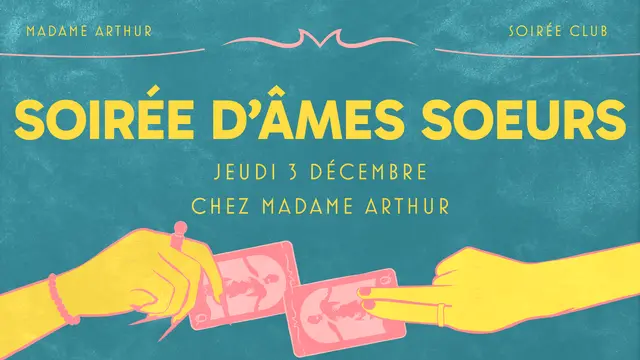 MADAME ARTHUR
SOIRÉE CLUB
SOIRÉE D'ÂMES SOEURS
JEUDI 3 DÉCEMBRE
CHEZ MADAME ARTHUR